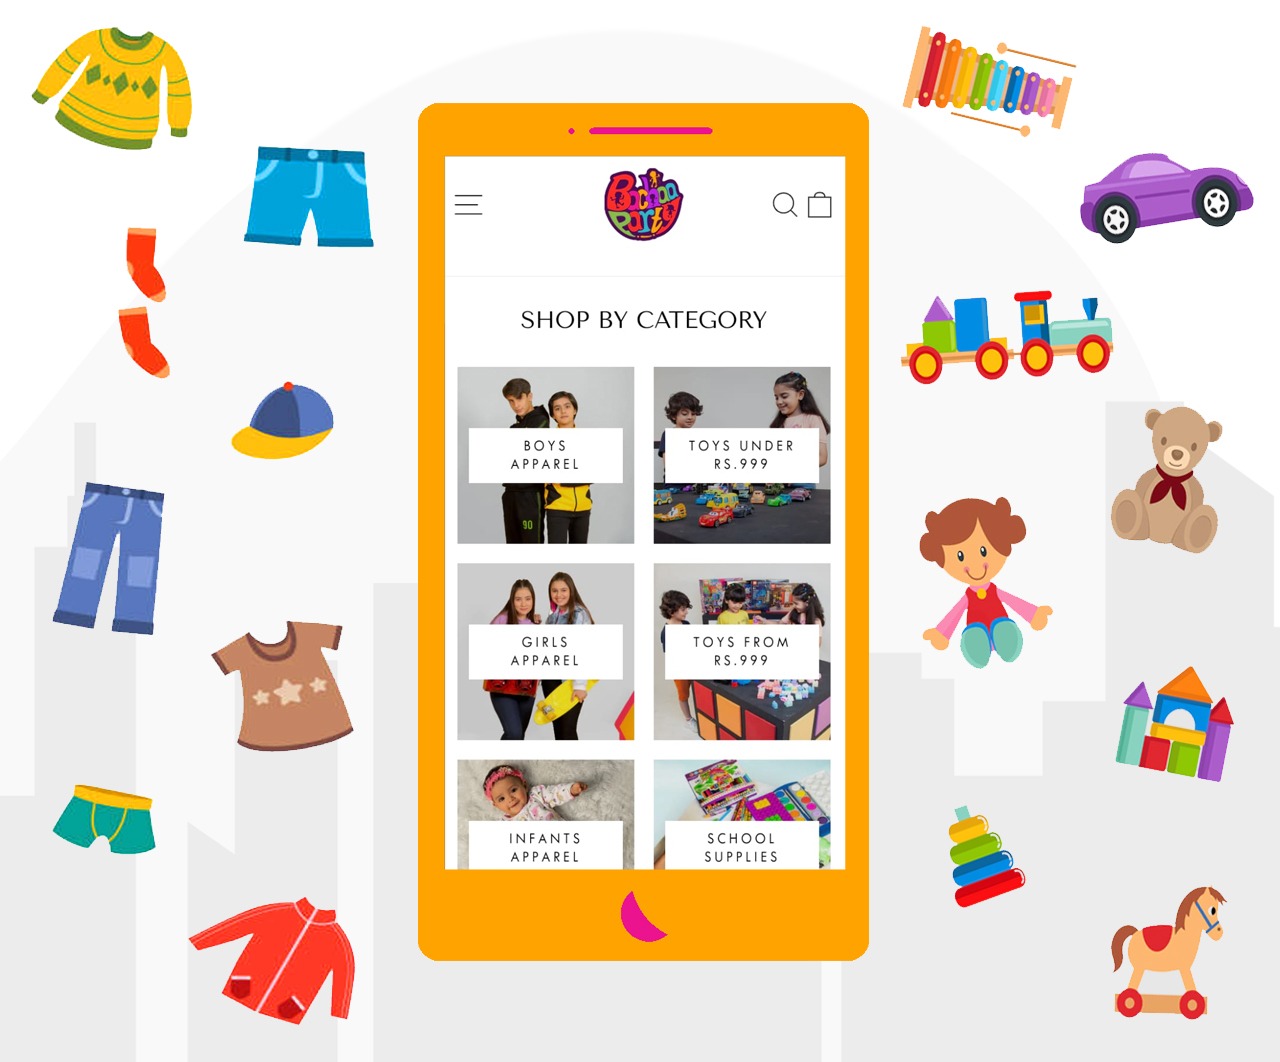 Bachaa
Party
SHOP BY CATEGORY
BOYS
APPAREL
TOYS UNDER
RS.999
90
GIRLS
APPAREL
TOYS FROM
RS.999
INFANTS
APPAREL
SCHOOL
SUPPLIES